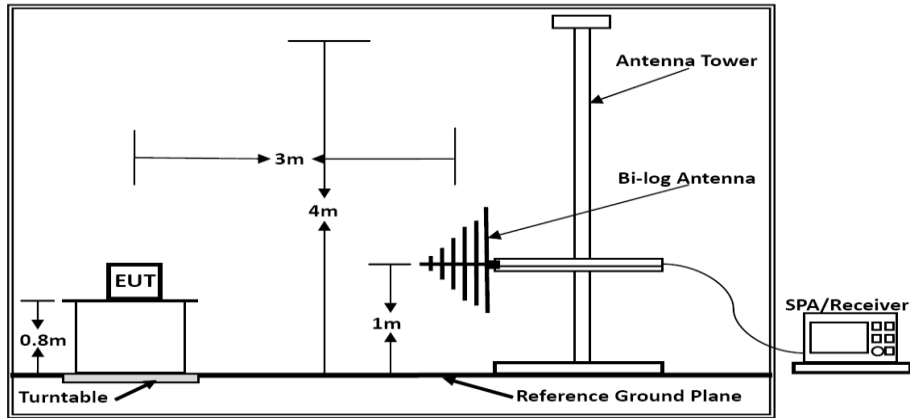 Antenna Tower
3m
Bi-log Antenna
4m
EUT
1m
0.8m
SPA/Receiver
Turntable
Reference Ground Plane